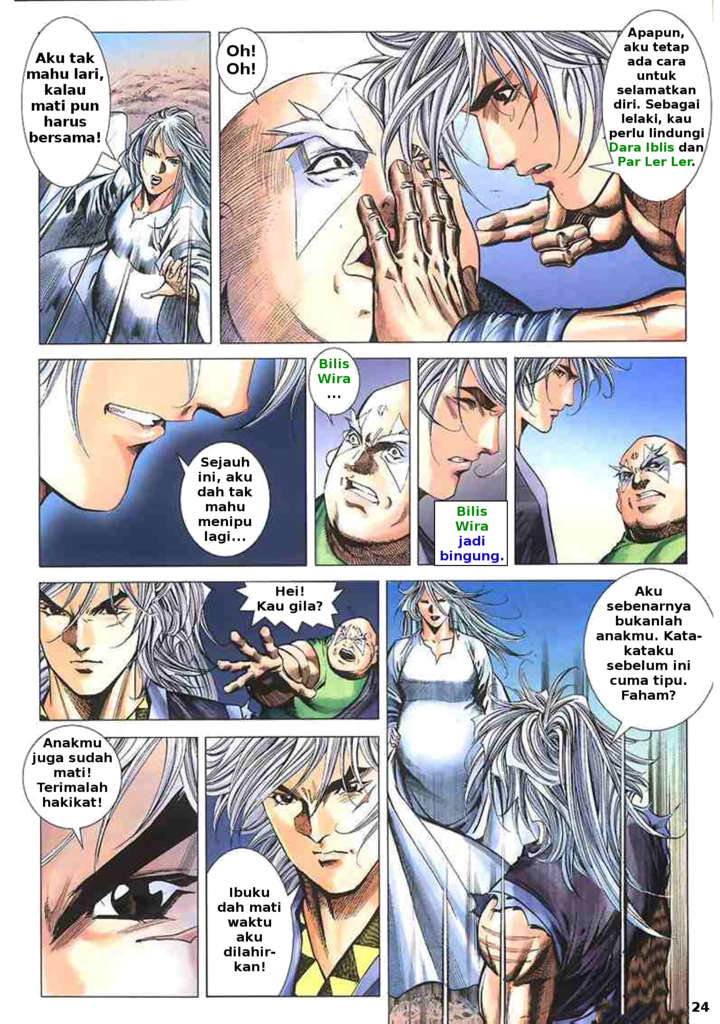 Aku tak
mahu lari,
kalau
mati pun
harus
bersama!
Oh!
Oh!
Apapun,
aku tetap
ada cara
untuk
selamatkan
diri. Sebagai
lelaki, kau
perlu lindungi
Dara Iblis dan
Par Ler Ler.
Sejauh
ini, aku
dah tak
mahu
menipu
lagi...
Bilis
Wira
...
Bilis
Wira
jadi
bingung.
Hei!
Kau gila?
Aku
sebenarnya
bukanlah
anakmu. Kata-
kataku
sebelum ini
cuma tipu.
Faham?
Anakmu
juga sudah
mati!
Terimalah
hakikat!
Ibuku
dah mati
waktu
aku
dilahir-
kan!
24